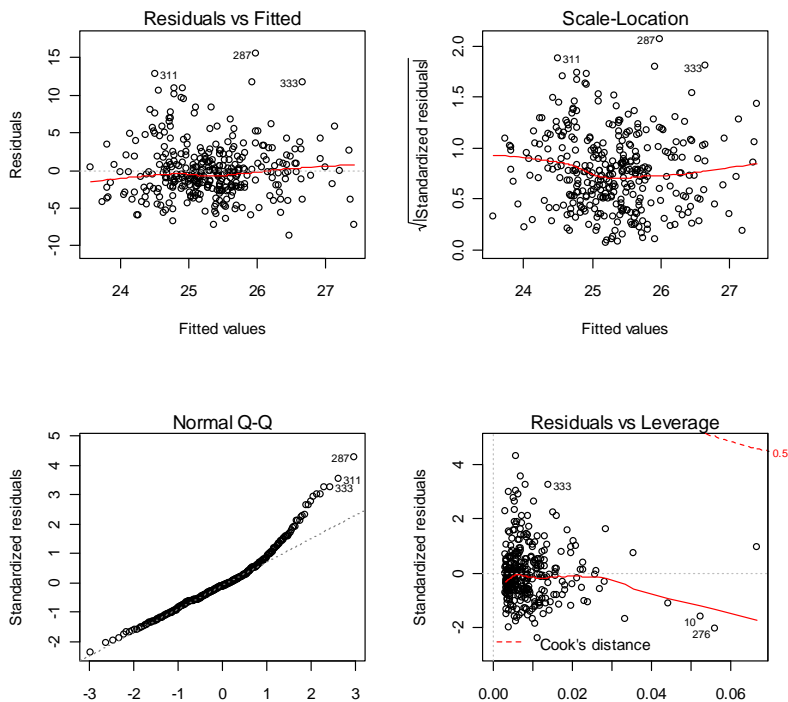 Residuals vs Fitted
Residuals
15
10
5
0
-5
-10
287
311
333
24 25 26 27
Fitted values
Scale-Location
√|Standardized residuals|
2.0
1.5
1.0
0.5
0.0
287
311
333
24 25 26 27
Fitted values
Normal Q-Q
Standardized residuals
5
4
3
2
1
0
-1
-2
287
311
333
-3 -2 -1 0 1 2 3
Residuals vs Leverage
Standardized residuals
4
2
0
-2
0.5
333
10
276
Cook's distance
0.00 0.02 0.04 0.06